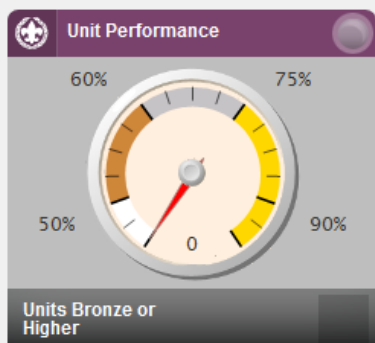 Unit Performance
60%
75%
50%
90%
0
Units Bronze or
Higher